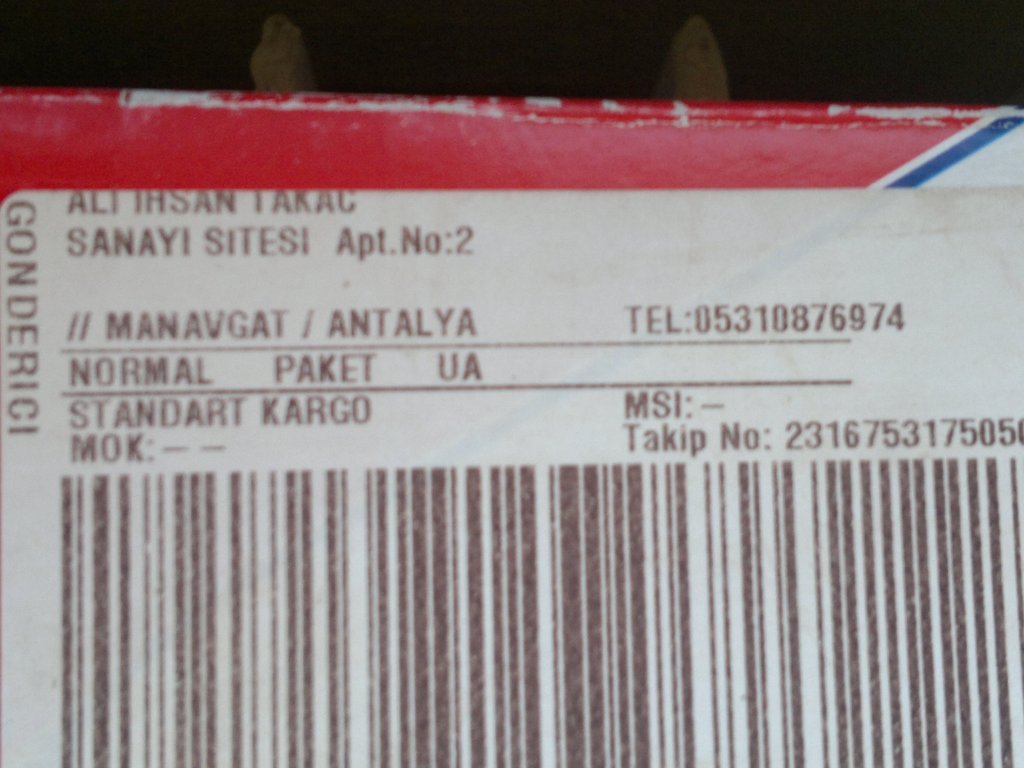 GONDERICI
ALI IHSAN TAKAC
SANAYI SITESI Apt.No:2
// MANAVGAT / ANTALYA TEL:05310876974
NORMAL PAKET UA
STANDART KARGO MSI: –
MOK: – – Takip No: 2316753175050